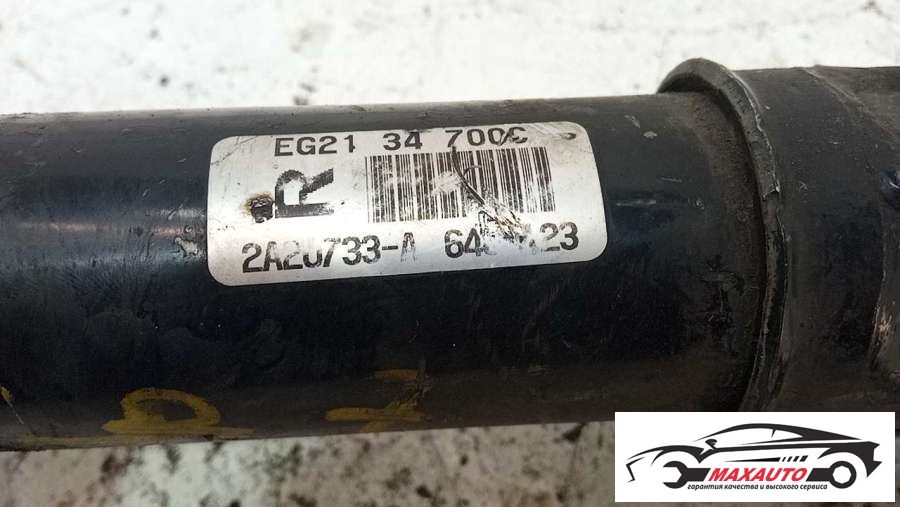 EG21 34 700C
R
2A20733-A
MAXAUTO
гарантия качества и высокого сервиса